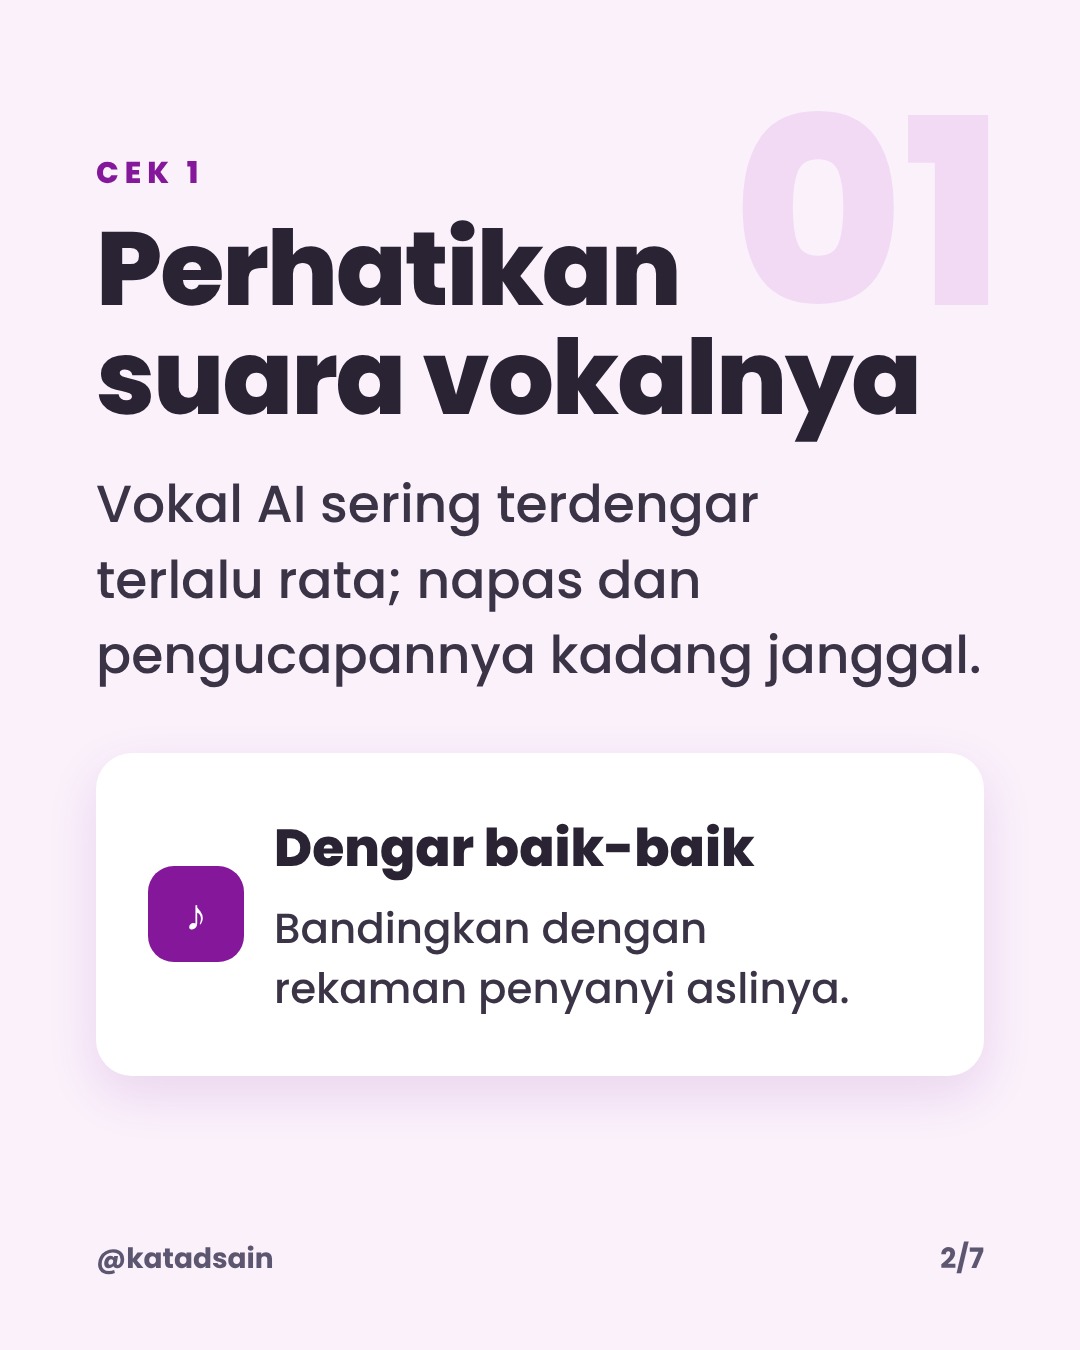 CEK 1
01
Perhatikan
suara vokalnya
Vokal AI sering terdengar
terlalu rata; napas dan
pengucapannya kadang janggal.
♪
Dengar baik-baik
Bandingkan dengan
rekaman penyanyi aslinya.
@katadsain
2/7